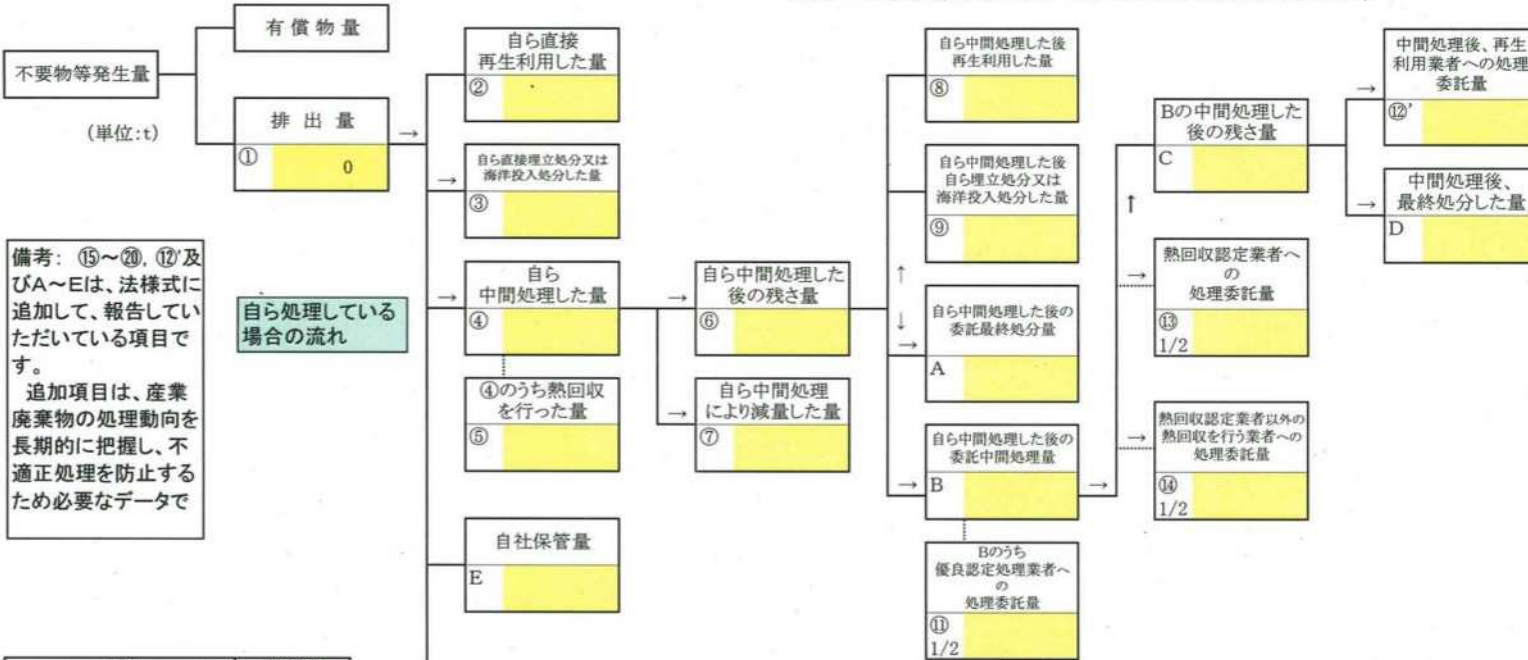 不要物等発生量
有償物量
(単位:t)
排出量
→
①
0
備考: ⑮~⑳, ⑫'及
びA~Eは、法様式に
追加して、報告してい
ただいている項目で
す。
追加項目は、産業
廃棄物の処理動向を
長期的に把握し、不
適正処理を防止する
ため必要なデータで
自ら処理している
場合の流れ
自ら直接
再生利用した量
②
→
自ら直接埋立処分又は
海洋投入処分した量
③
→
自ら
中間処理した量
④
④のうち熱回収
を行った量
⑤
自社保管量
E
→
自ら中間処理した
後の残さ量
⑥
→
自ら中間処理
により減量した量
⑦
自ら中間処理した後
再生利用した量
⑧
自ら中間処理した後
自ら埋立処分又は
海洋投入処分した量
⑨
↑
↓
→
自ら中間処理した後の
委託最終処分量
A
→
自ら中間処理した後の
委託中間処理量
B
→
Bのうち
優良認定処理業者へ
の
処理委託量
⑪
1/2
↑
Bの中間処理した
後の残さ量
C
→
熱回収認定業者へ
の
処理委託量
⑬
1/2
→
熱回収認定業者以外の
熱回収を行う業者への
処理委託量
⑭
1/2
→
中間処理後、再生
利用業者への処理
委託量
⑫'
→
中間処理後、
最終処分した量
D